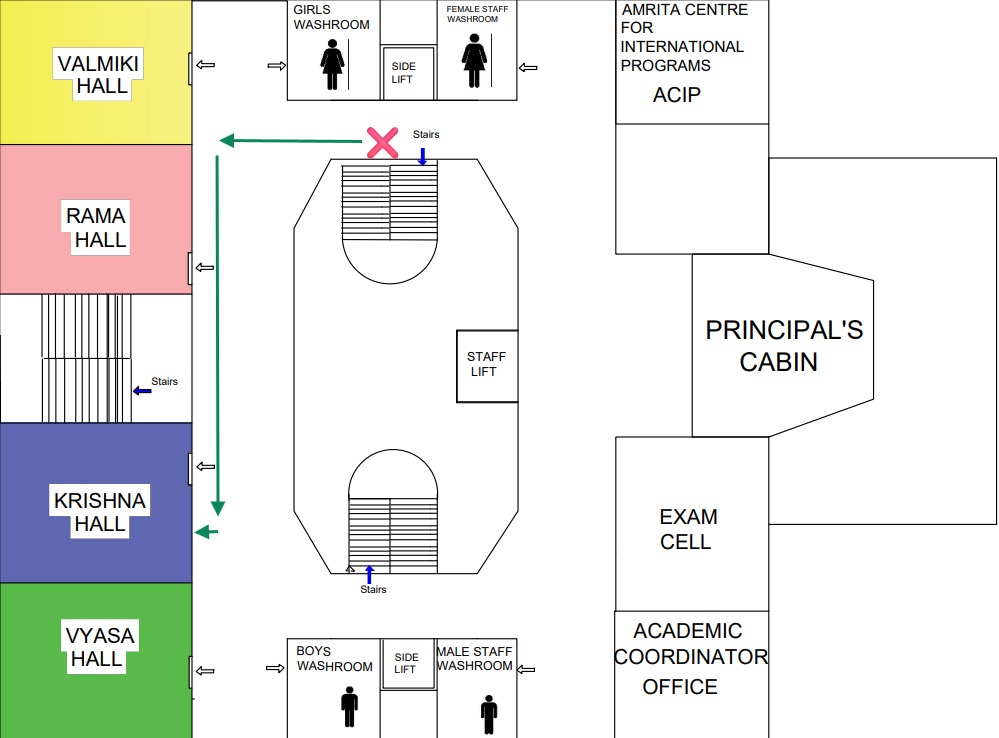 GIRLS
WASHROOM
FEMALE STAFF
WASHROOM
AMRITA CENTRE
FOR
INTERNATIONAL
PROGRAMS
ACIP
VALMIKI
HALL
SIDE
LIFT
Stairs
RAMA
HALL
PRINCIPAL'S
CABIN
STAFF
LIFT
Stairs
KRISHNA
HALL
EXAM
CELL
Stairs
VYASA
HALL
BOYS
WASHROOM
SIDE
LIFT
MALE STAFF
WASHROOM
ACADEMIC
COORDINATOR
OFFICE